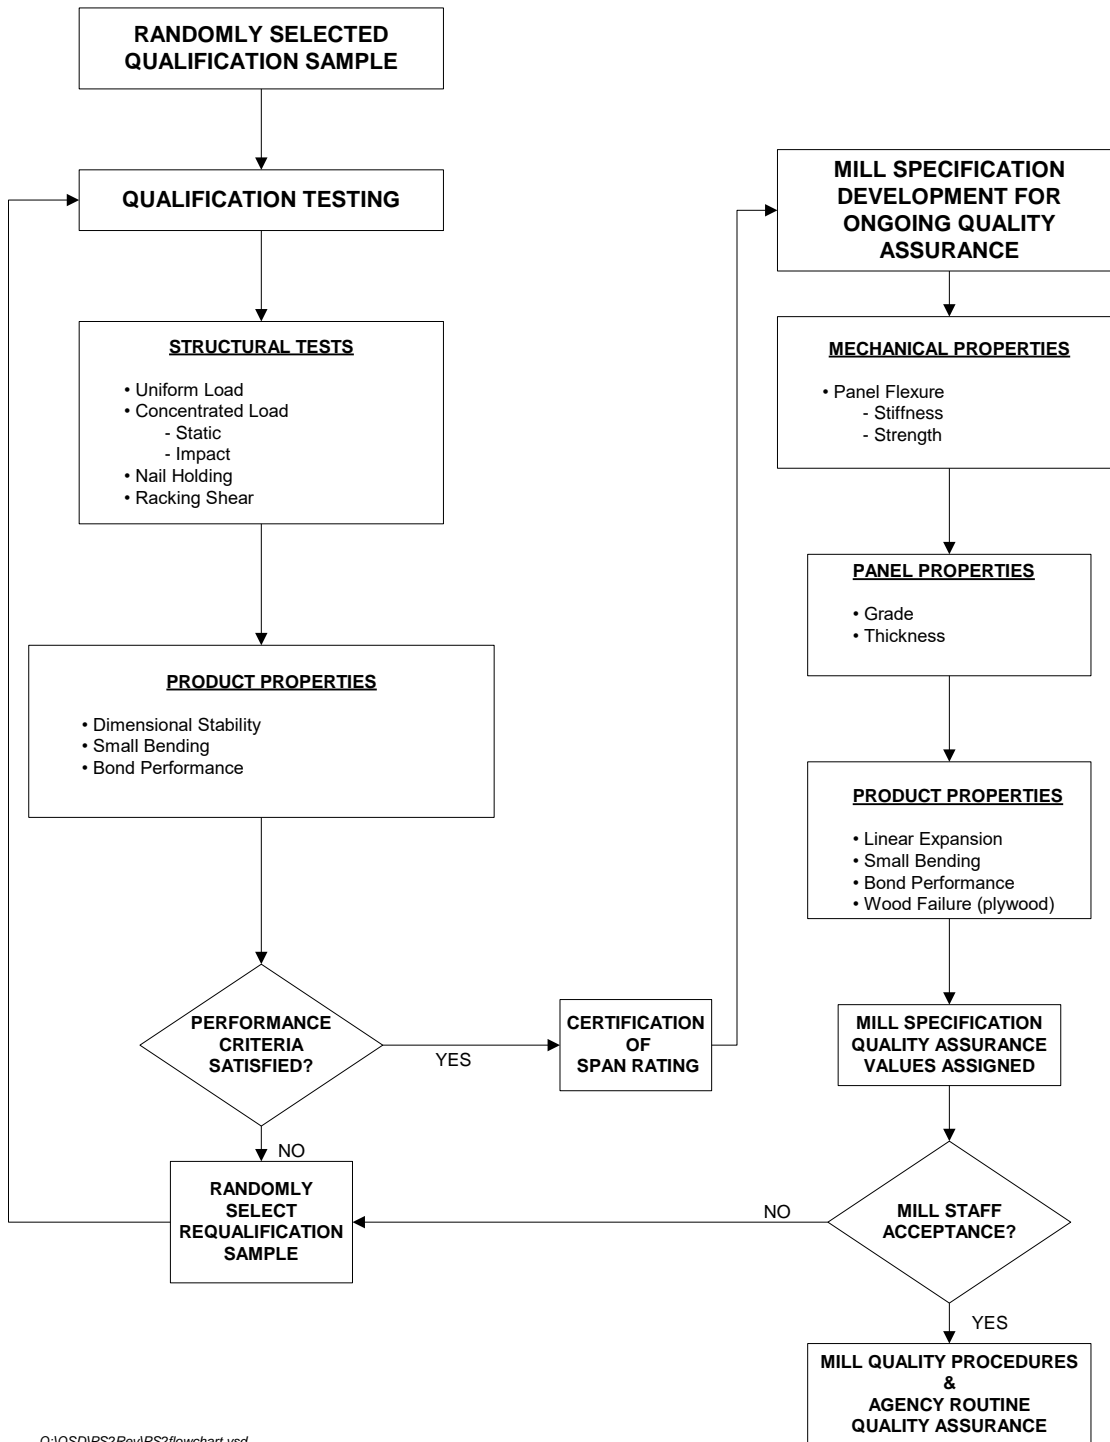 RANDOMLY SELECTED
QUALIFICATION SAMPLE
QUALIFICATION TESTING
STRUCTURAL TESTS
• Uniform Load
• Concentrated Load
- Static
- Impact
• Nail Holding
• Racking Shear
PRODUCT PROPERTIES
• Dimensional Stability
• Small Bending
• Bond Performance
PERFORMANCE
CRITERIA
SATISFIED?
YES
NO
CERTIFICATION
OF
SPAN RATING
RANDOMLY
SELECT
REQUALIFICATION
SAMPLE
MILL SPECIFICATION
DEVELOPMENT FOR
ONGOING QUALITY
ASSURANCE
MECHANICAL PROPERTIES
• Panel Flexure
- Stiffness
- Strength
PANEL PROPERTIES
• Grade
• Thickness
PRODUCT PROPERTIES
• Linear Expansion
• Small Bending
• Bond Performance
• Wood Failure (plywood)
MILL SPECIFICATION
QUALITY ASSURANCE
VALUES ASSIGNED
MILL STAFF
ACCEPTANCE?
NO
YES
MILL QUALITY PROCEDURES
&
AGENCY ROUTINE
QUALITY ASSURANCE
Q:\QSD\PS2Rev\PS2flowchart.vsd